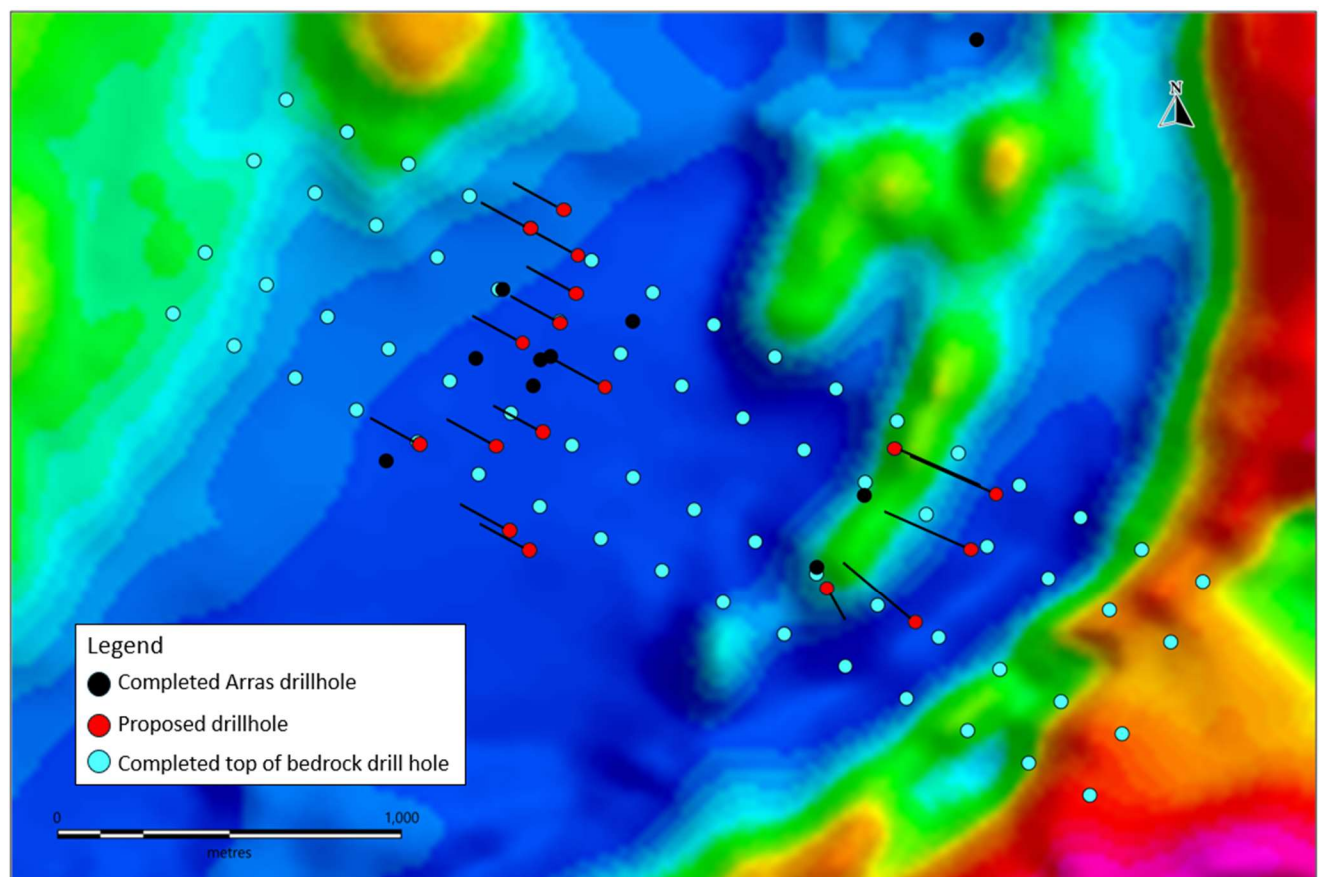 N
Legend
Completed Arras drillhole
Proposed drillhole
Completed top of bedrock drill hole
0 1,000
metres